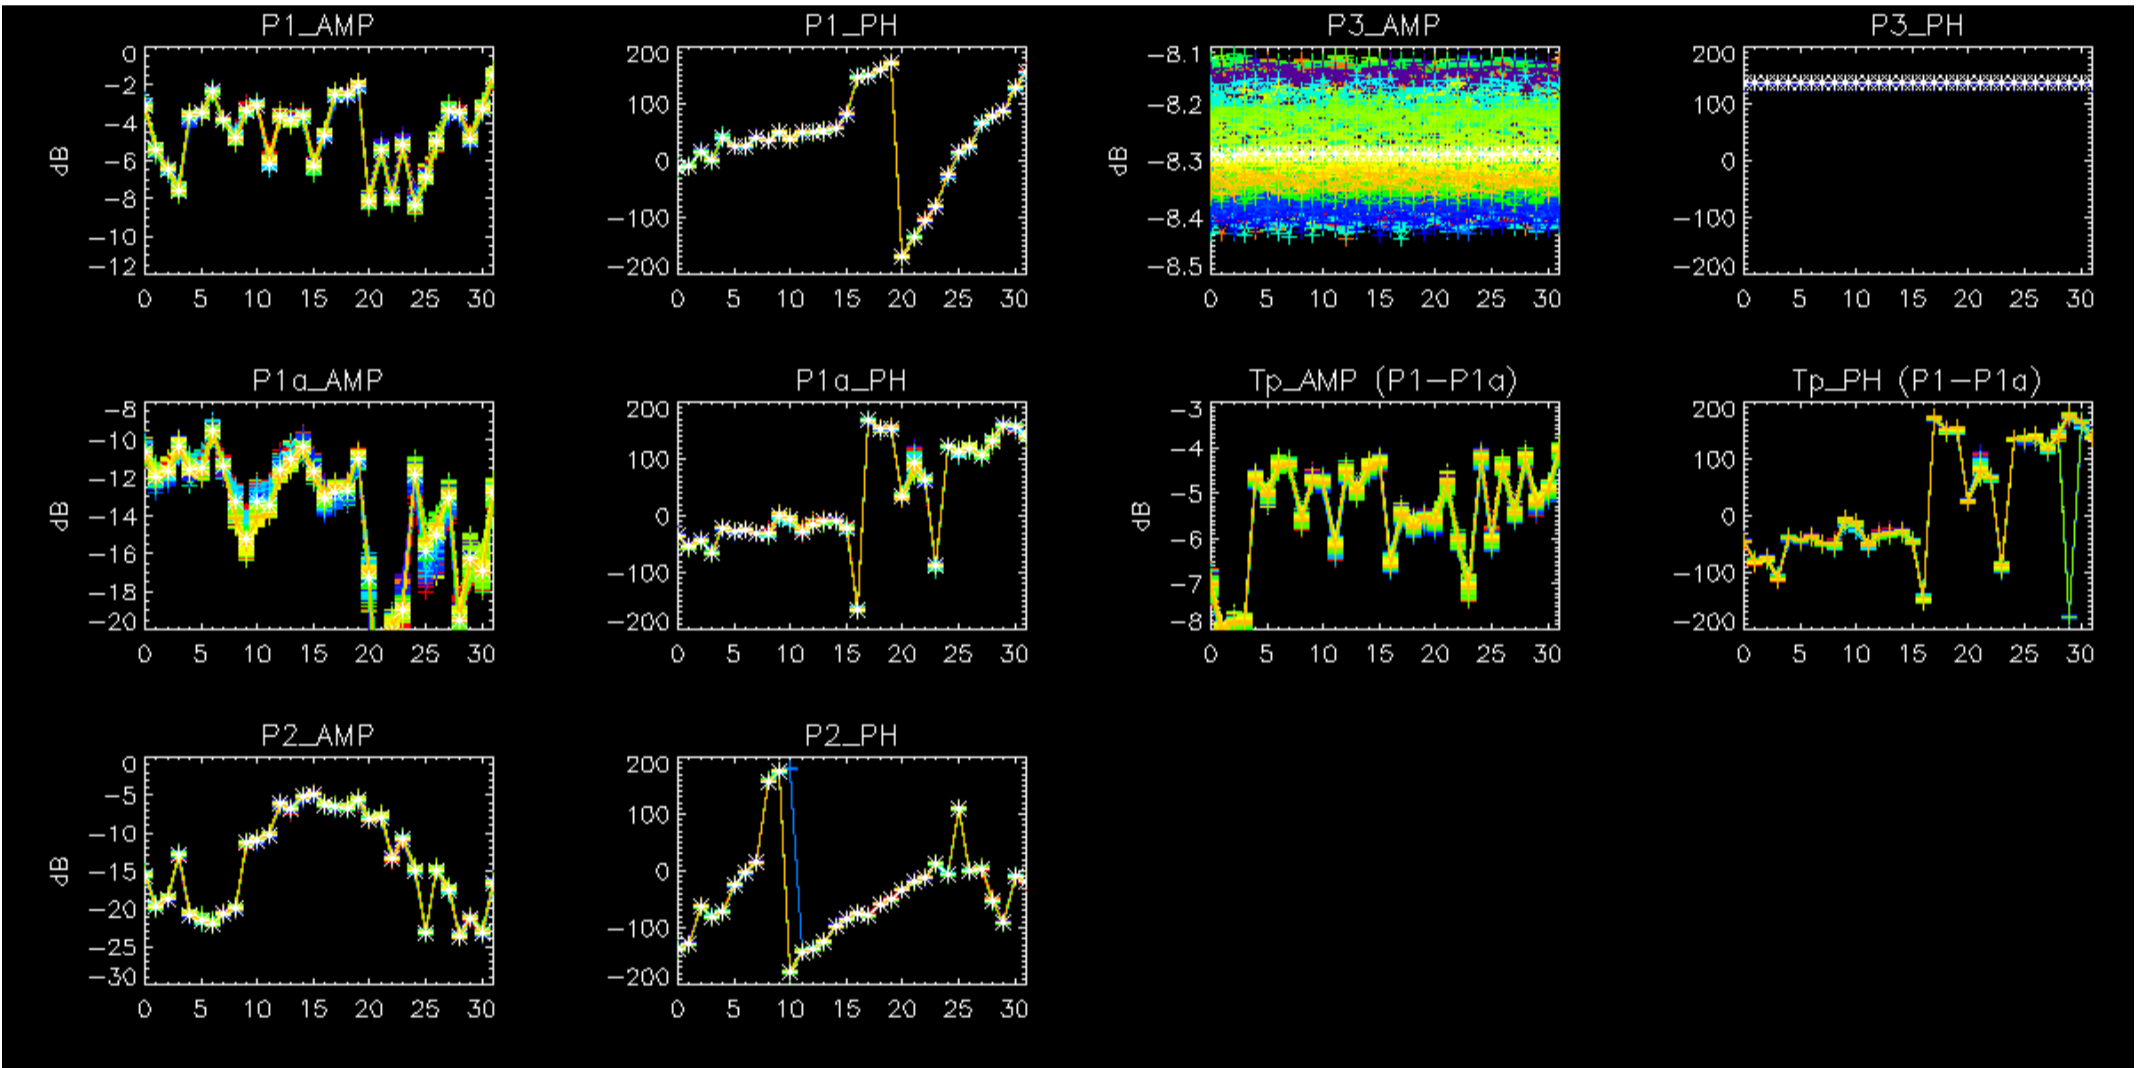 P1_AMP
P1_PH
P3_AMP
P3_PH
0
−2
−4
−6
−8
−10
−12
dB
0 5 10 15 20 25 30
200
100
0
−100
−200
0 5 10 15 20 25 30
−8.1
−8.2
−8.3
−8.4
−8.5
dB
0 5 10 15 20 25 30
200
100
0
−100
−200
0 5 10 15 20 25 30
P1a_AMP
P1a_PH
Tp_AMP (P1−P1a)
Tp_PH (P1−P1a)
−8
−10
−12
−14
−16
−18
−20
dB
0 5 10 15 20 25 30
200
100
0
−100
−200
0 5 10 15 20 25 30
−3
−4
−5
−6
−7
−8
dB
0 5 10 15 20 25 30
200
100
0
−100
−200
0 5 10 15 20 25 30
P2_AMP
P2_PH
0
−5
−10
−15
−20
−25
−30
dB
0 5 10 15 20 25 30
200
100
0
−100
−200
0 5 10 15 20 25 30